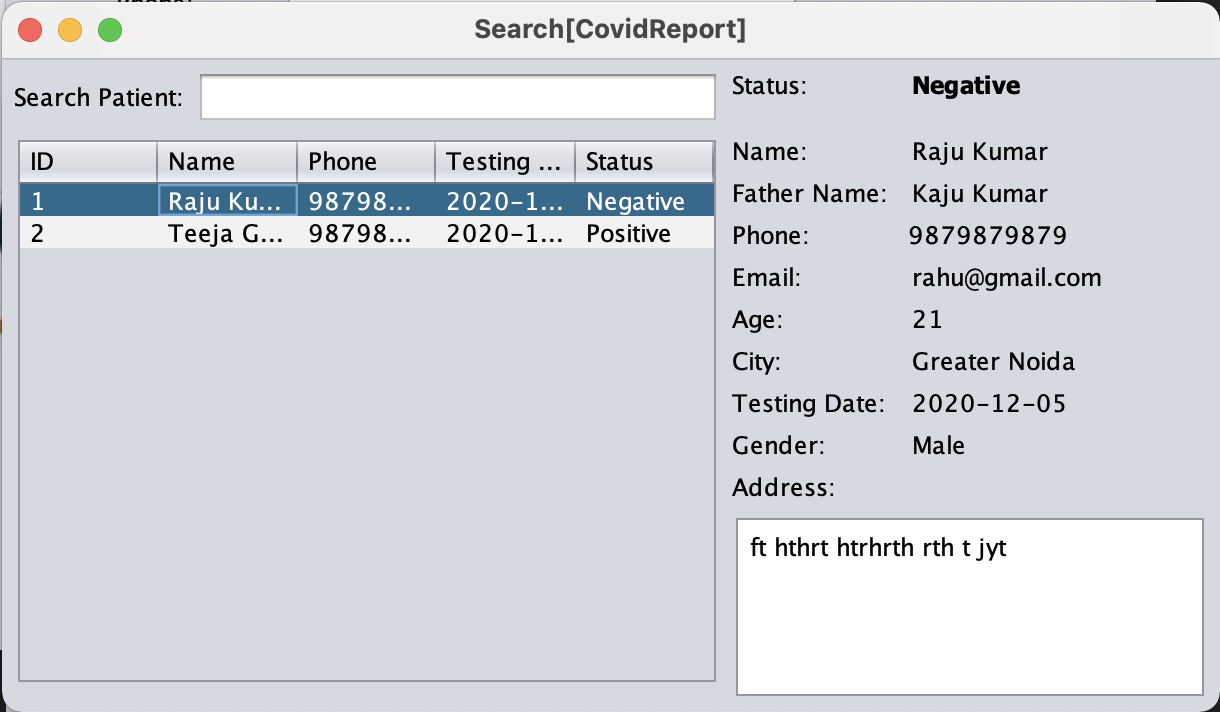 Search[CovidReport]
Search Patient:
ID Name Phone Testing ... Status
1 Raju Ku... 98798... 2020-1... Negative
2 Teeja G... 98798... 2020-1... Positive
Status: Negative
Name: Raju Kumar
Father Name: Kaju Kumar
Phone: 9879879879
Email: rahu@gmail.com
Age: 21
City: Greater Noida
Testing Date: 2020-12-05
Gender: Male
Address:
ft hthrt htrhrth rth t jyt